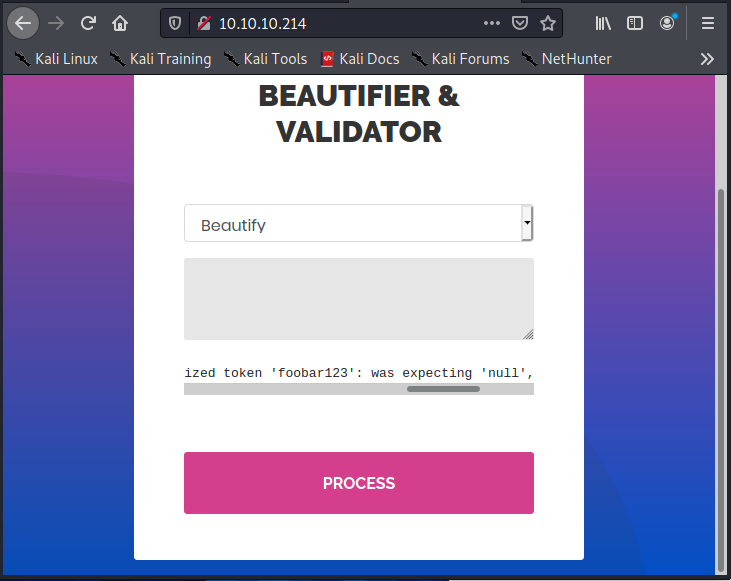 10.10.10.214
Kali Linux Kali Training Kali Tools Kali Docs Kali Forums NetHunter
BEAUTIFIER &
VALIDATOR
Beautify
ized token 'foobar123': was expecting 'null',
PROCESS